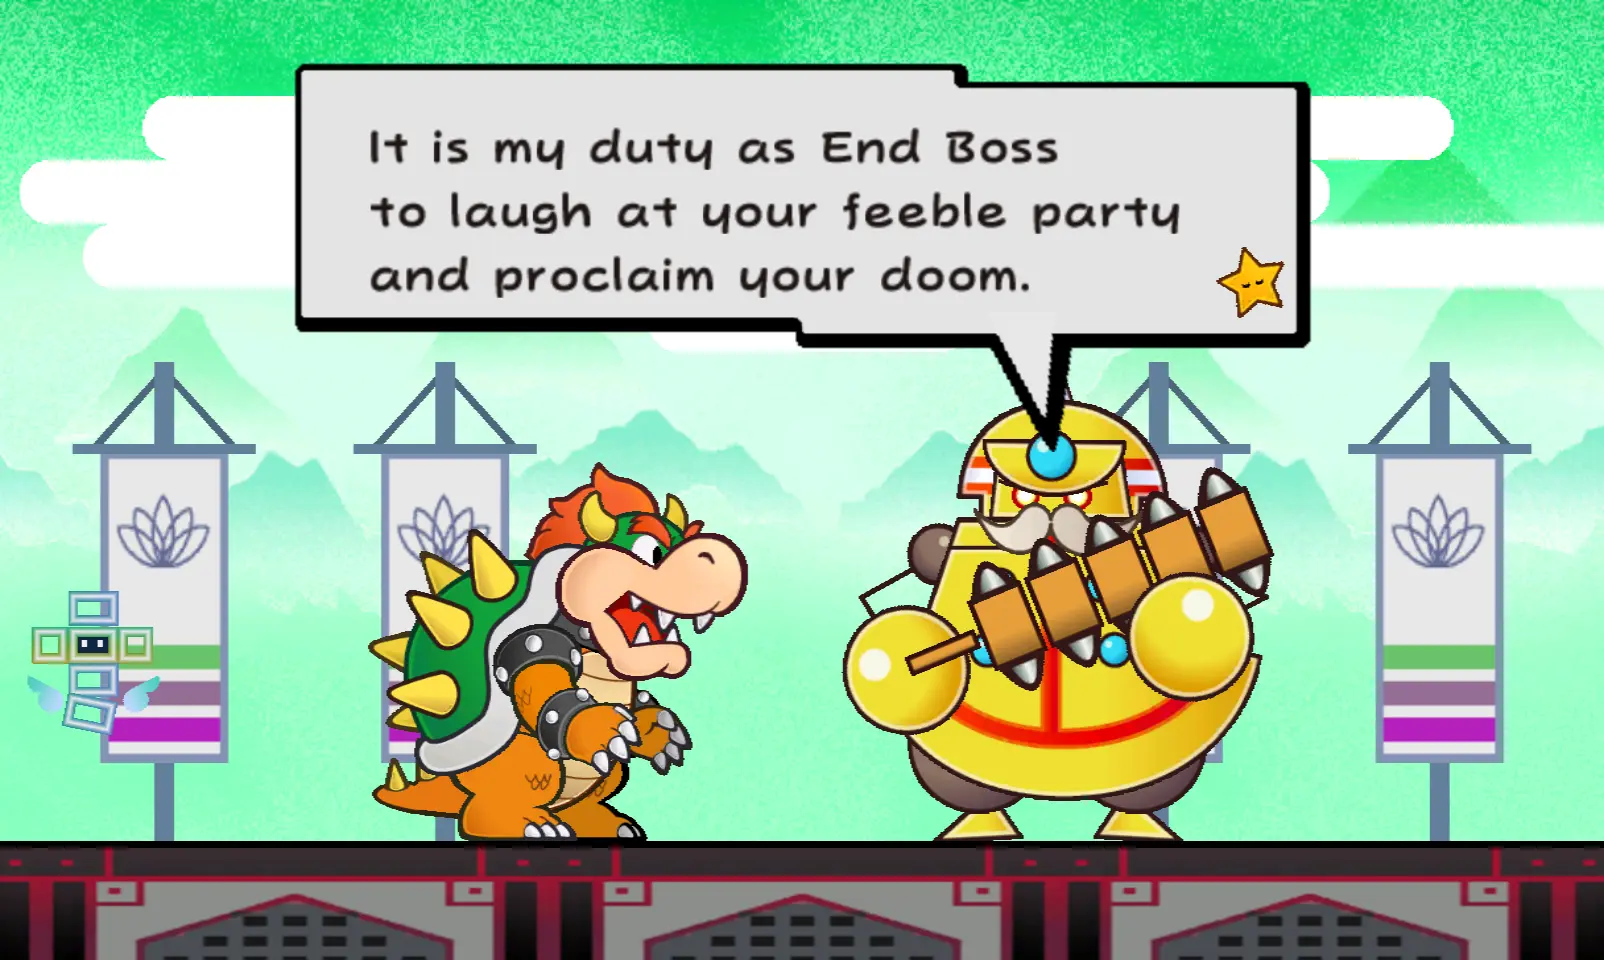 It is my duty as End Boss
to laugh at your feeble party
and proclaim your doom.